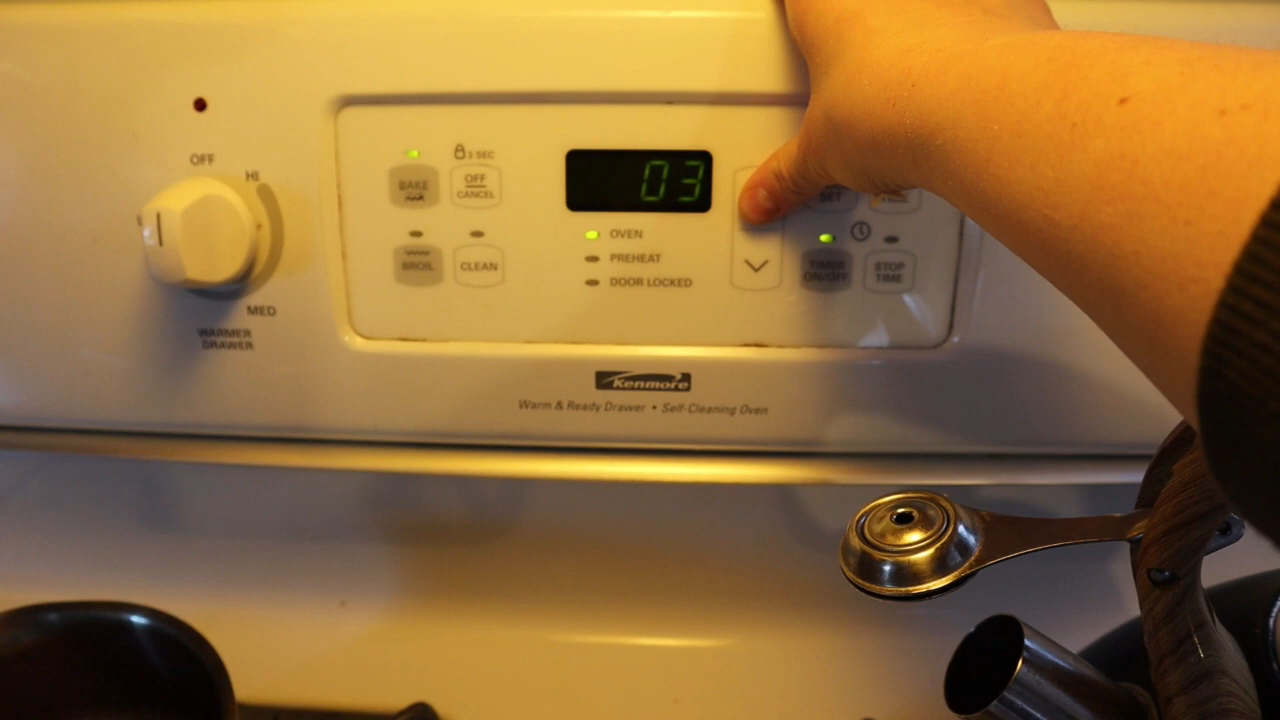 OFF
HI
MED
WARMER
DRAWER
BAKE
3 SEC
OFF
CANCEL
BROIL
CLEAN
03
OVEN
PREHEAT
DOOR LOCKED
SET
TIMER
ON/OFF
STOP
TIME
Kenmore
Warm & Ready Drawer • Self-Cleaning Oven